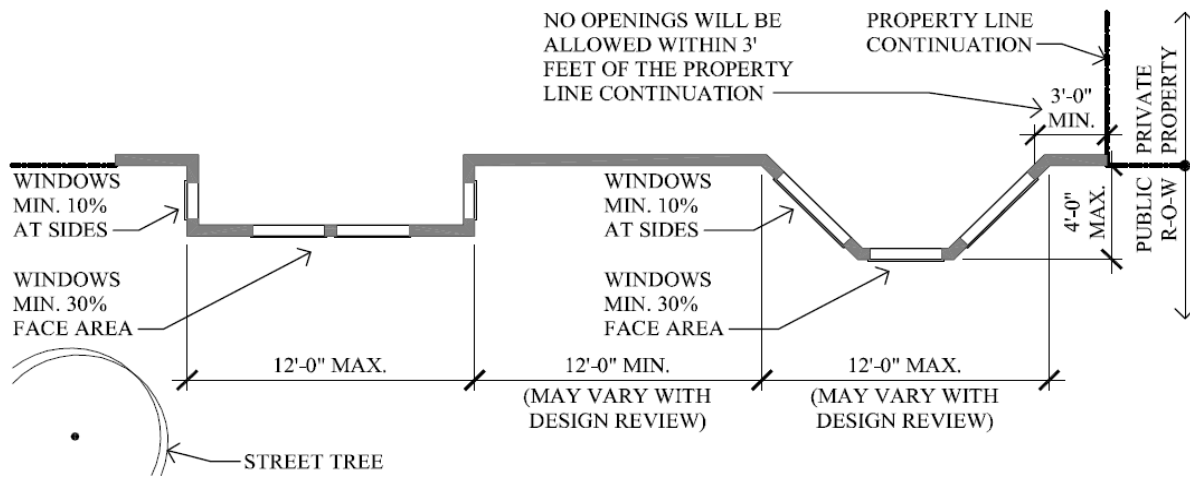 NO OPENINGS WILL BE
ALLOWED WITHIN 3'
FEET OF THE PROPERTY
LINE CONTINUATION
PROPERTY LINE
CONTINUATION
3'-0"
MIN.
PRIVATE
PROPERTY
PUBLIC
R-O-W
4'-0"
MAX.
WINDOWS
MIN. 10%
AT SIDES
WINDOWS
MIN. 30%
FACE AREA
WINDOWS
MIN. 10%
AT SIDES
WINDOWS
MIN. 30%
FACE AREA
12'-0" MAX.
12'-0" MIN.
(MAY VARY WITH
DESIGN REVIEW)
12'-0" MAX.
(MAY VARY WITH
DESIGN REVIEW)
STREET TREE